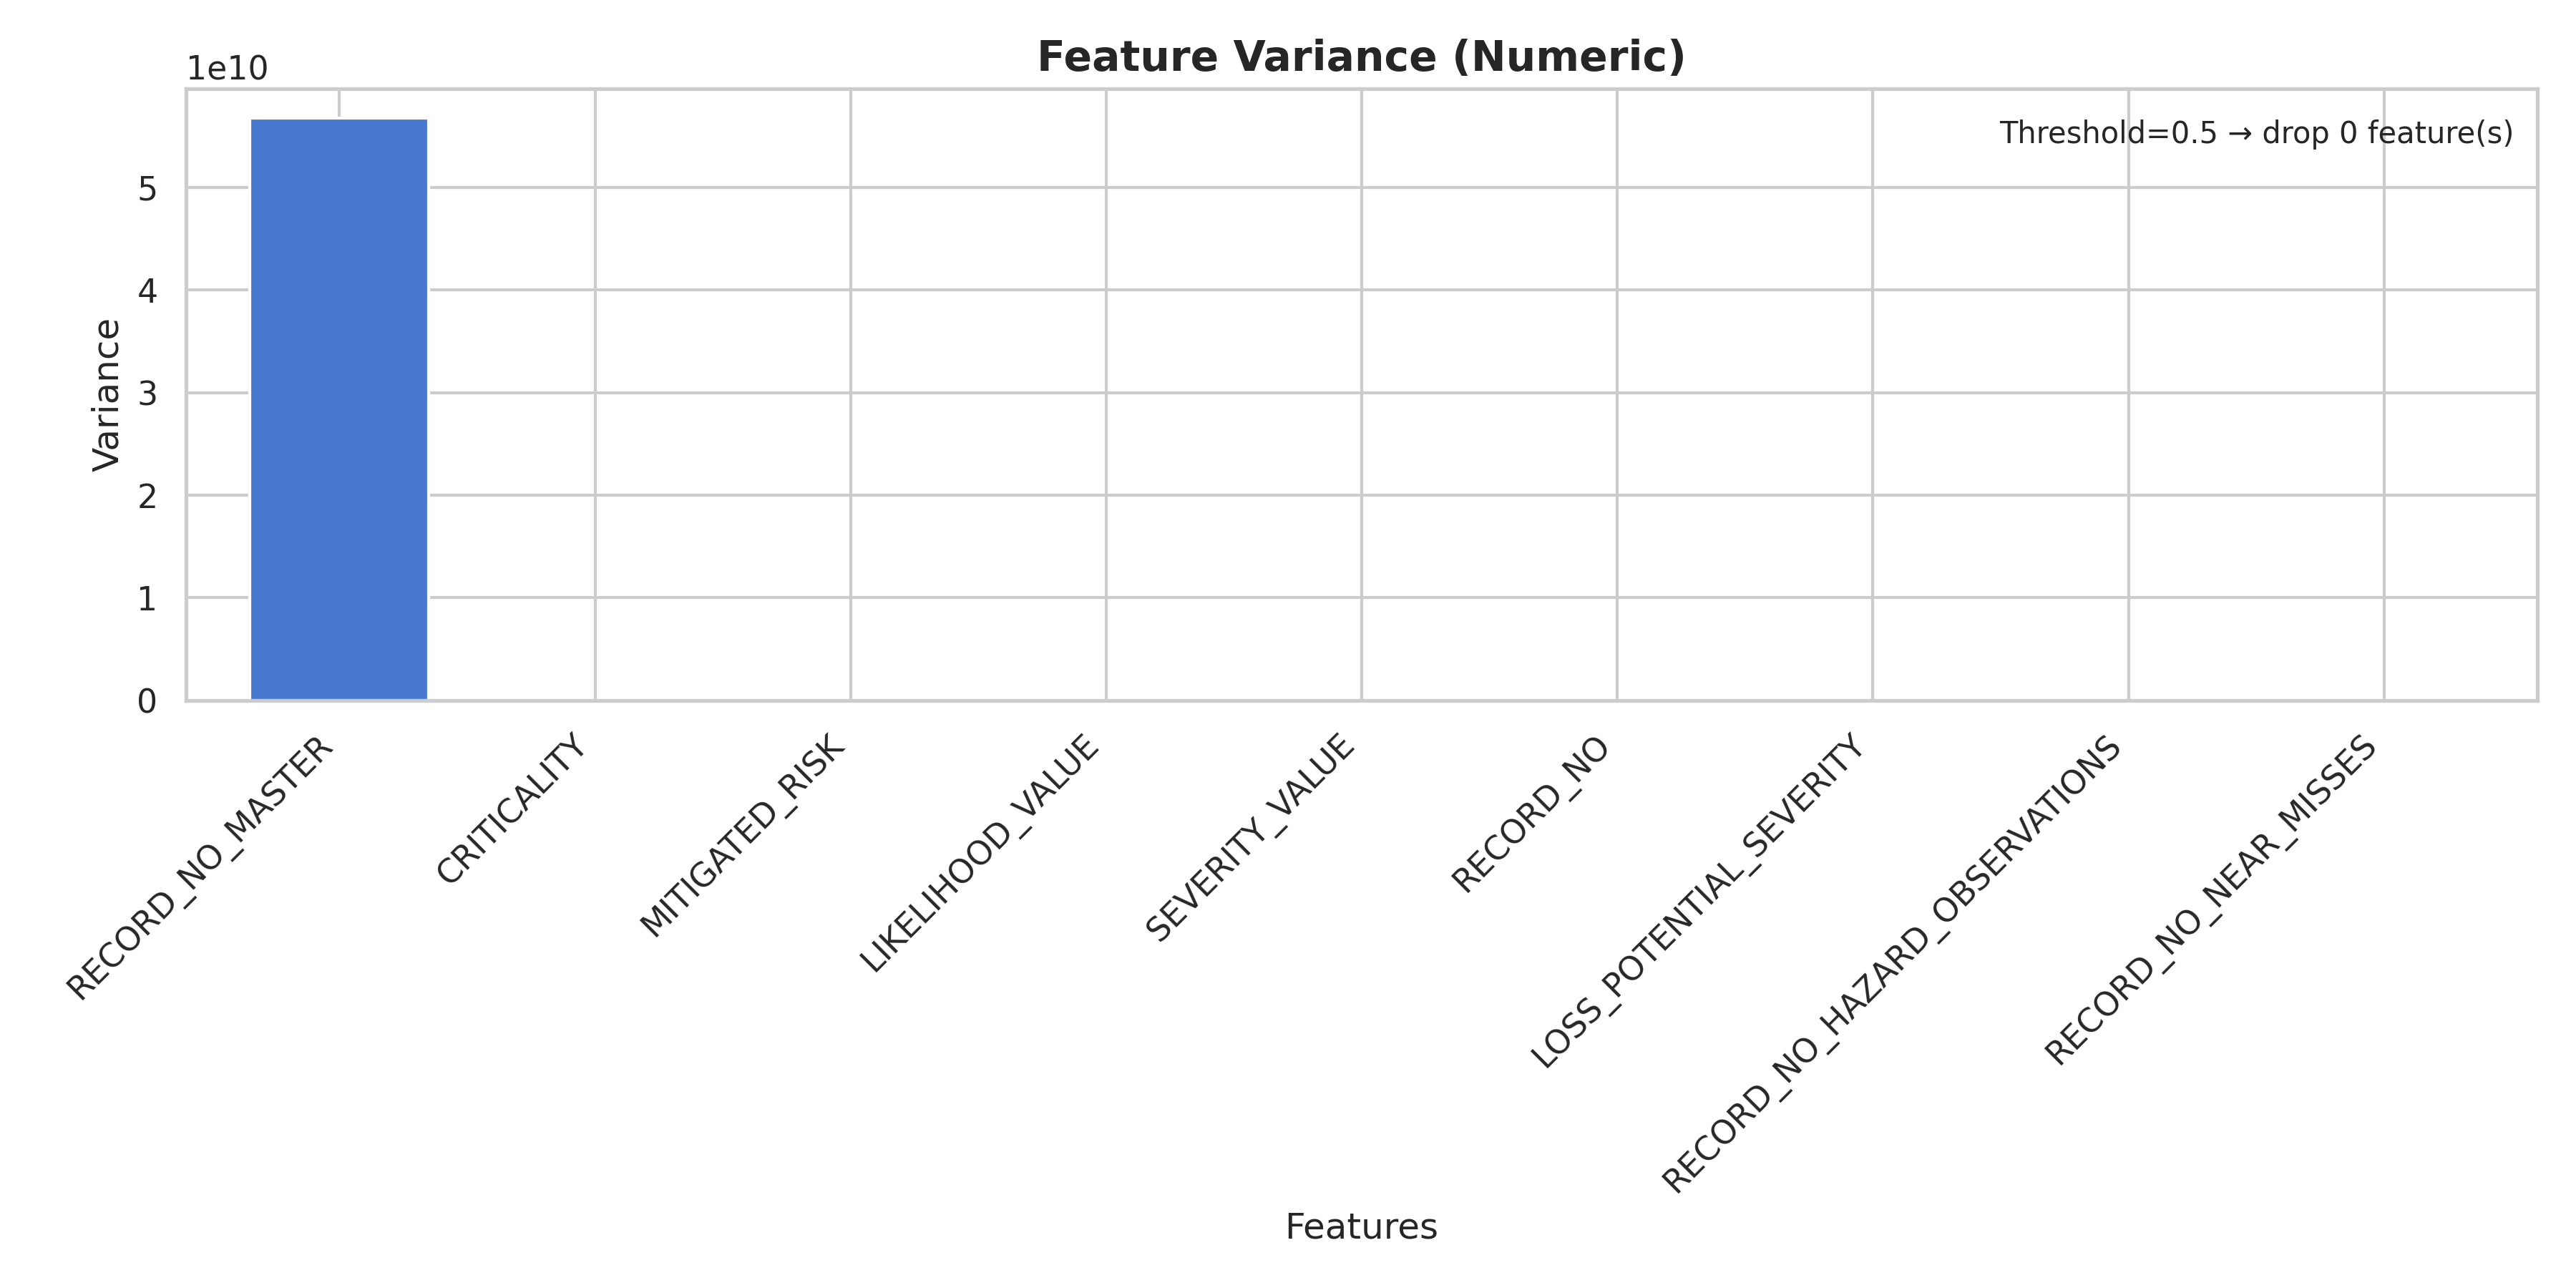 Feature Variance (Numeric)
1e10
Threshold=0.5 → drop 0 feature(s)
5
4
3
2
1
0
Variance
RECORD_NO_MASTER
CRITICALITY
MITIGATED_RISK
LIKELIHOOD_VALUE
SEVERITY_VALUE
RECORD_NO
LOSS_POTENTIAL_SEVERITY
RECORD_NO_HAZARD_OBSERVATIONS
RECORD_NO_NEAR_MISSES
Features